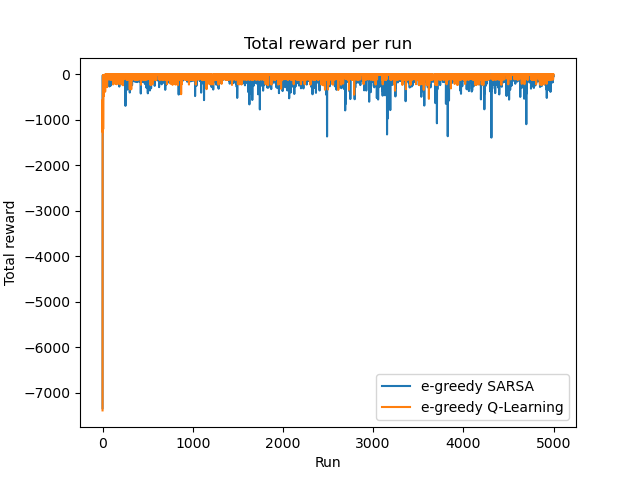 Total reward per run
0
−1000
−2000
−3000
−4000
−5000
−6000
−7000
Total reward
0 1000 2000 3000 4000 5000
Run
e-greedy SARSA
e-greedy Q-Learning